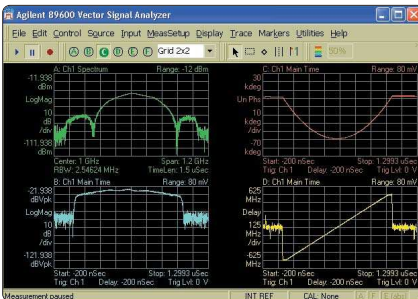 Agilent 89600 Vector Signal Analyzer
File Edit Control Source Input MeasSetup Display Trace Markers Utilities Help
A B C D E F Grid 2x2 50%
A: Ch1 Spectrum Range: -12 dBm
-11.938
dBm
LogMag
10
dB
/div
-111.938
dBm
Center: 1 GHz Span: 1.2 GHz
RBW: 2.54624 MHz TimeLen: 1.5 uSec
C: Ch1 Main Time Range: 80 mV
30
kdeg
Un Phs
10
kdeg
/div
-70
kdeg
Start: -200 nSec Stop: 1.2993 uSec
Trig: Ch1 Delay: -200 nSec Trig Lvl: 0 V
B: Ch1 Main Time Range: 80 mV
-21.938
dBVpk
LogMag
10
dB
/div
-121.938
dBVpk
Start: -200 nSec Stop: 1.2993 uSec
Trig: Ch1 Delay: -200 nSec Trig Lvl: 0 V
D: Ch1 Main Time Range: 80 mV
625
MHz
Delay
125
MHz
/div
-625
MHz
Start: -200 nSec Stop: 1.2993 uSec
Trig: Ch1 Delay: -200 nSec Trig Lvl: 0 V
Measurement paused INT REF CAL: None